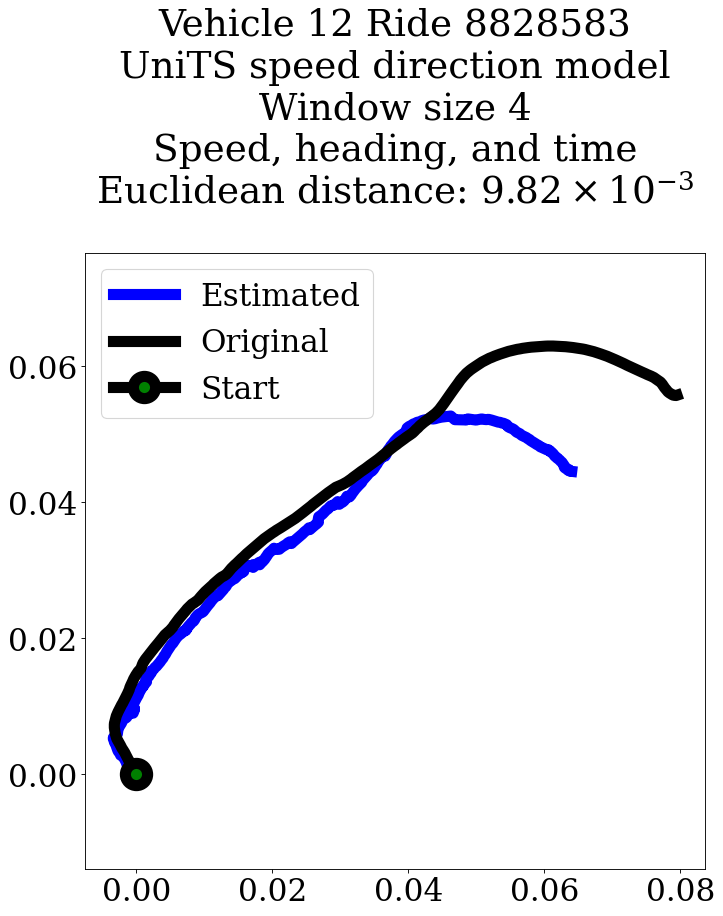 Vehicle 12 Ride 8828583
UniTS speed direction model
Window size 4
Speed, heading, and time
Euclidean distance: 9.82 × 10⁻³
Estimated
Original
Start
0.06
0.04
0.02
0.00
0.00 0.02 0.04 0.06 0.08